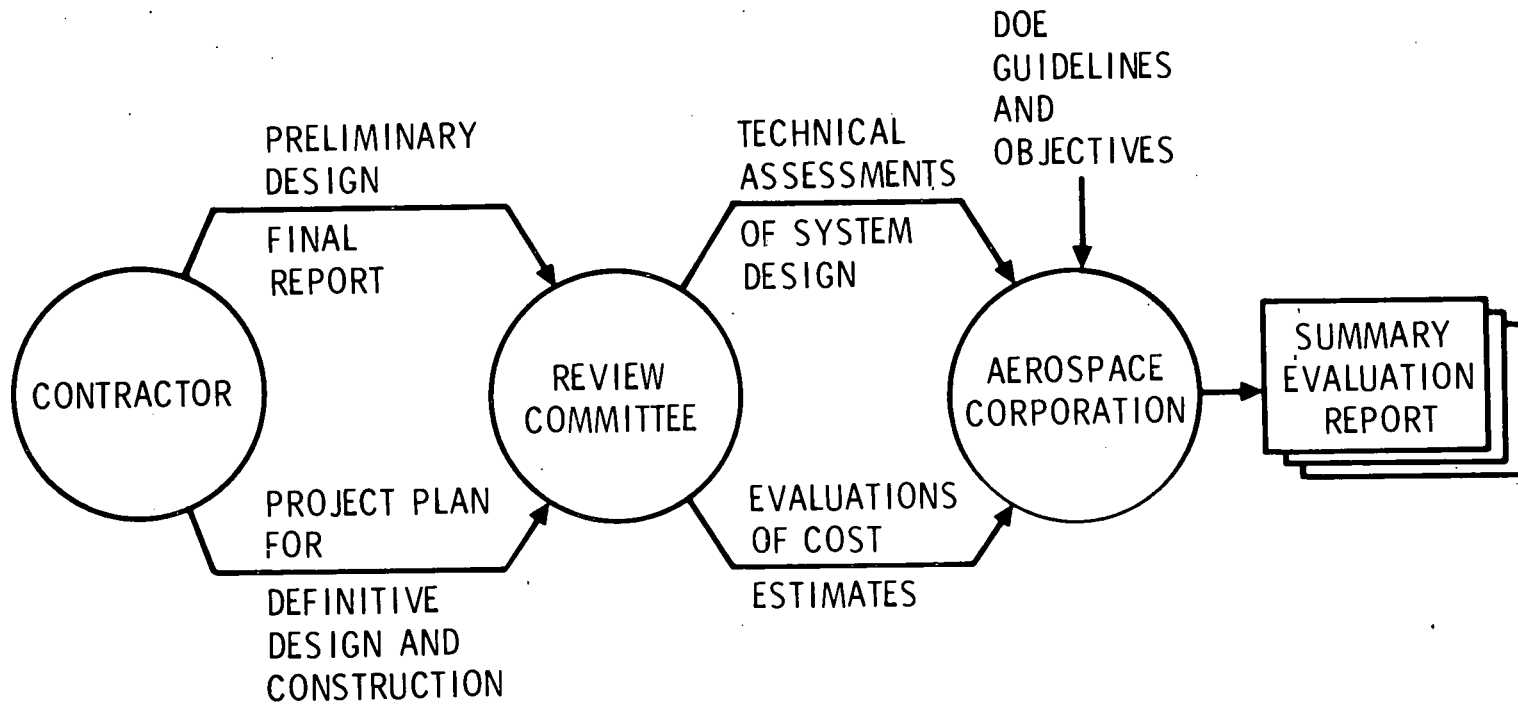 DOE
GUIDELINES
AND
OBJECTIVES
PRELIMINARY
DESIGN
FINAL
REPORT
TECHNICAL
ASSESSMENTS
OF SYSTEM
DESIGN
CONTRACTOR
REVIEW
COMMITTEE
AEROSPACE
CORPORATION
SUMMARY
EVALUATION
REPORT
PROJECT PLAN
FOR
DEFINITIVE
DESIGN AND
CONSTRUCTION
EVALUATIONS
OF COST
ESTIMATES